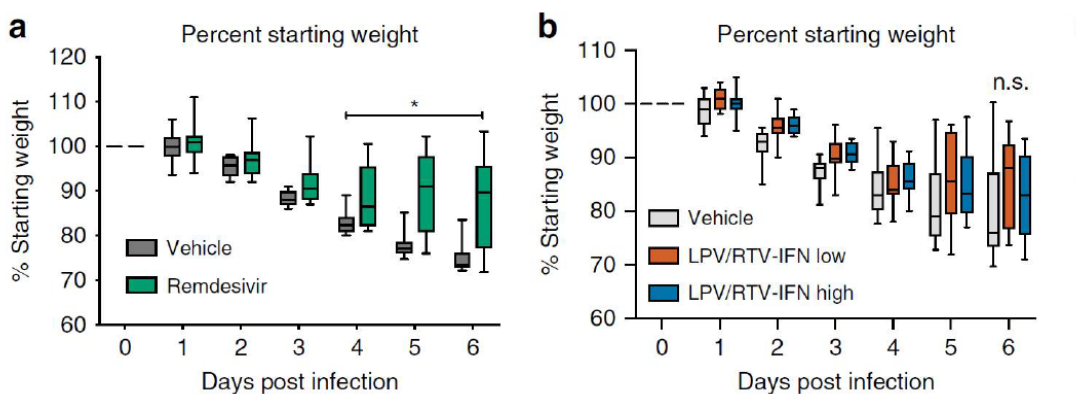 a
Percent starting weight
% Starting weight
120
110
100
90
80
70
60
*
Vehicle
Remdesivir
0 1 2 3 4 5 6
Days post infection
b
Percent starting weight
% Starting weight
110
100
90
80
70
60
n.s.
Vehicle
LPV/RTV-IFN low
LPV/RTV-IFN high
0 1 2 3 4 5 6
Days post infection